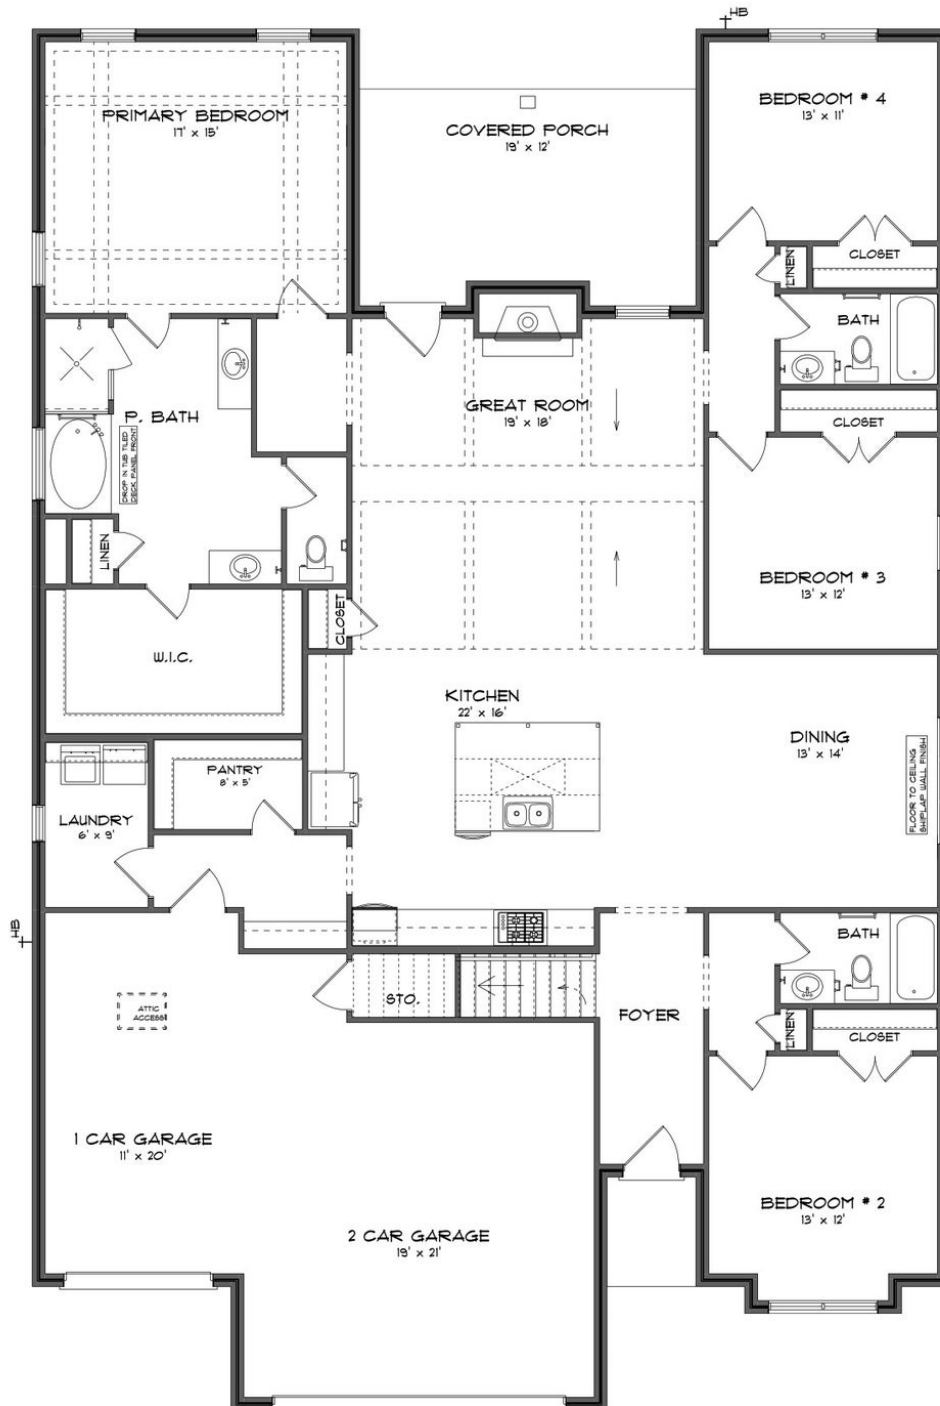 HB
PRIMARY BEDROOM
17' x 15'
COVERED PORCH
19' x 12'
BEDROOM # 4
13' x 11'
LINEN
CLOSET
BATH
CLOSET
GREAT ROOM
19' x 18'
P. BATH
DROP IN TUB TILED
DECK, PANEL FRONT
LINEN
CLOSET
BEDROOM # 3
13' x 12'
W.I.C.
KITCHEN
22' x 16'
DINING
13' x 14'
FLOOR TO CEILING
SHIPLAP WALL FINISH
PANTRY
8' x 5'
LAUNDRY
6' x 9'
HB
BATH
STO.
FOYER
LINEN
CLOSET
ATTIC
ACCESS
1 CAR GARAGE
11' x 20'
2 CAR GARAGE
19' x 21'
BEDROOM # 2
13' x 12'